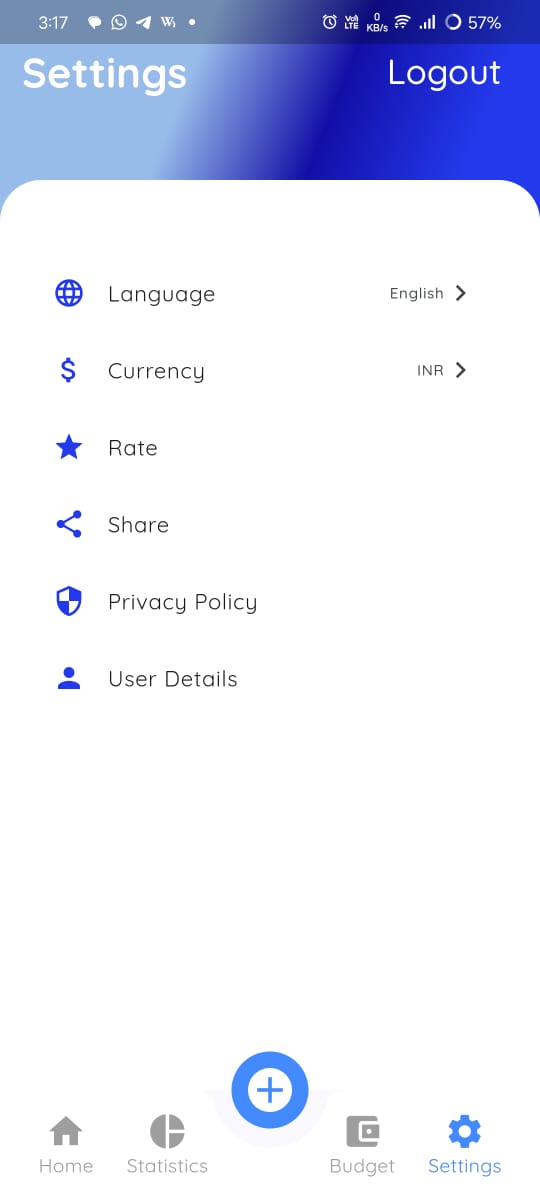 3:17 Vo) LTE 0 KB/s 57%
Settings Logout
Language English
Currency INR
Rate
Share
Privacy Policy
User Details
Home Statistics Budget Settings